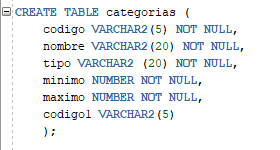 CREATE TABLE categorias (
codigo VARCHAR2(5) NOT NULL,
nombre VARCHAR2(20) NOT NULL,
tipo VARCHAR2 (20) NOT NULL,
minimo NUMBER NOT NULL,
maximo NUMBER NOT NULL,
codigo1 VARCHAR2(5)
);